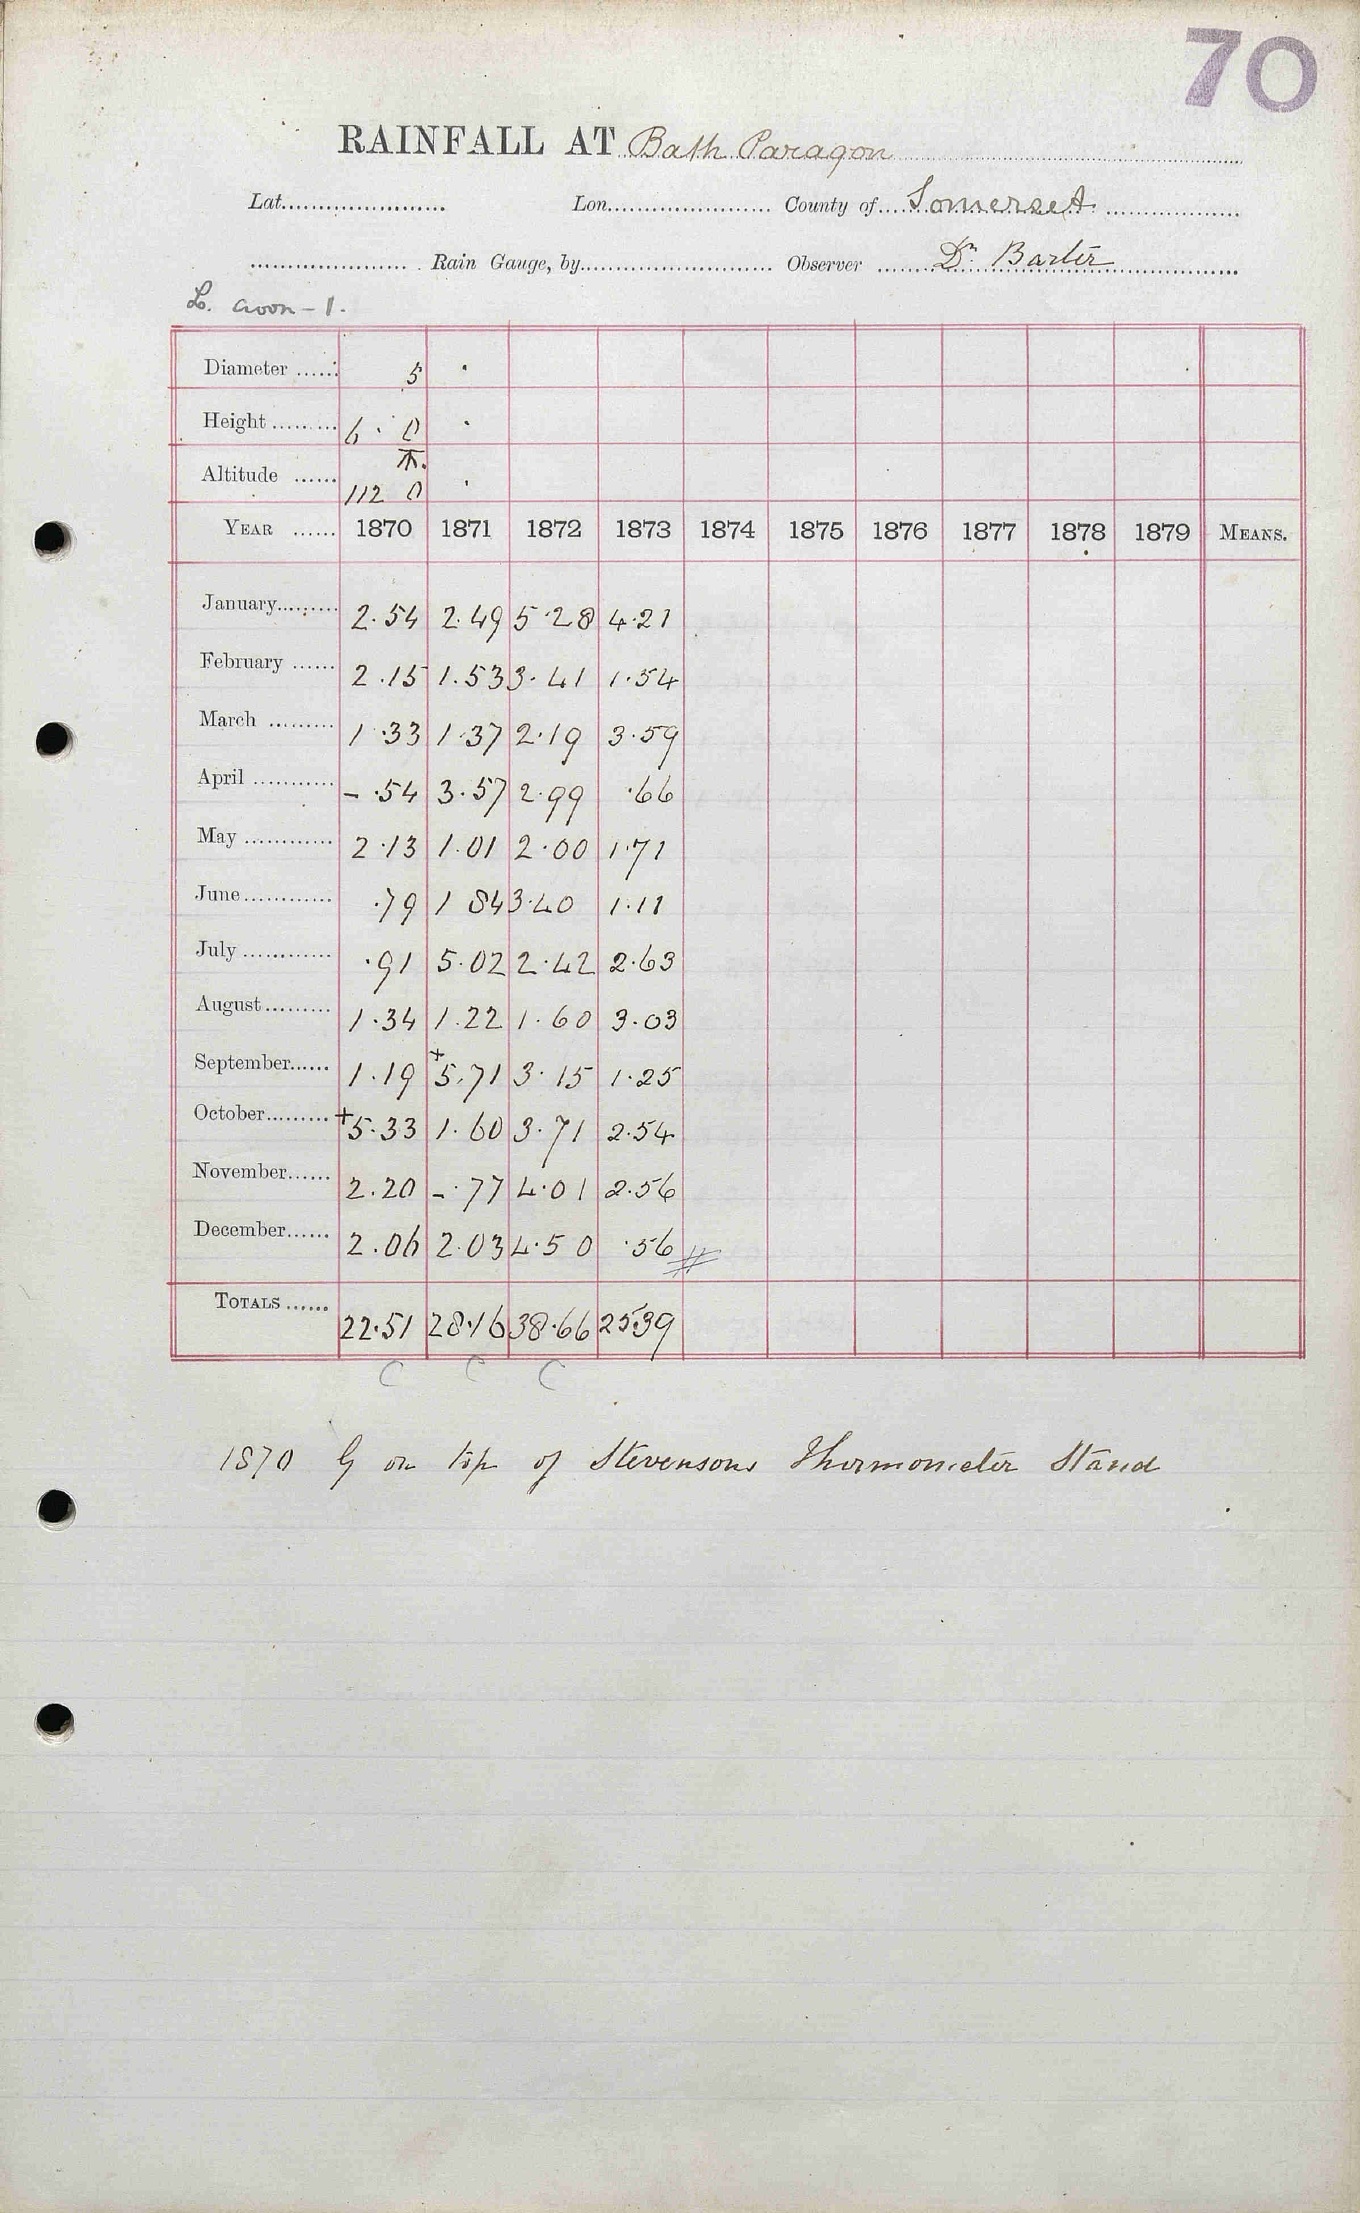 70
RAINFALL AT Bath Paragon
Lat. Lon. County of Somerset
Rain Gauge, by Observer Dr. Barter
L. Avon - 1.
Diameter 5 .
Height 6 . 0 .
Altitude 112 0 .
YEAR 1870 1871 1872 1873 1874 1875 1876 1877 1878 1879 MEANS.
January 2.54 2.49 5.28 4.21
February 2.15 1.53 3.41 1.54
March 1.33 1.37 2.19 3.59
April - .54 3.57 2.99 .66
May 2.13 1.01 2.00 1.71
June .79 1 84 3.40 1.11
July .91 5.02 2.42 2.63
August 1.34 1.22 1.60 3.03
September 1.19 +5.71 3.15 1.25
October +5.33 1.60 3.71 2.54
November 2.20 - .77 4.01 2.56
December 2.06 2.03 4.50 .56
TOTALS 22.51 28.16 38.66 25.39
C C C
1870 G on top of Stevensons Thermometer Stand